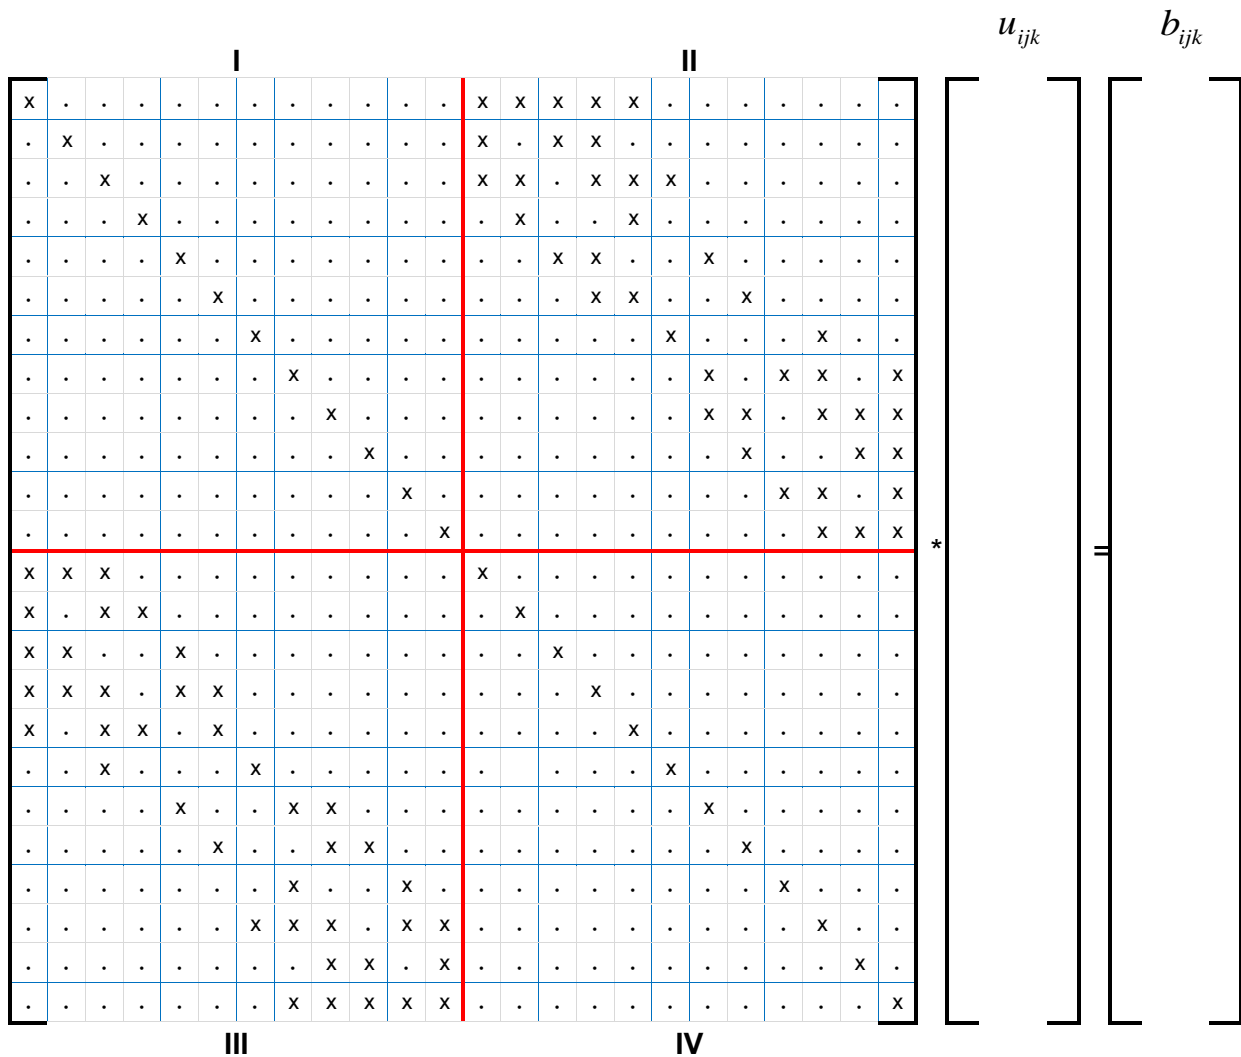 u_ijk b_ijk
I II
x . . . . . . . . . . . x x x x x . . . . . . .
. x . . . . . . . . . . x . x x . . . . . . . .
. . x . . . . . . . . . x x . x x x . . . . . .
. . . x . . . . . . . . . x . . x . . . . . . .
. . . . x . . . . . . . . . x x . . x . . . . .
. . . . . x . . . . . . . . . x x . . x . . . .
. . . . . . x . . . . . . . . . . x . . . x . .
. . . . . . . x . . . . . . . . . . x . x x . x
. . . . . . . . x . . . . . . . . . x x . x x x
. . . . . . . . . x . . . . . . . . . x . . x x
. . . . . . . . . . x . . . . . . . . . x x . x
. . . . . . . . . . . x . . . . . . . . . x x x
* =
x x x . . . . . . . . . x . . . . . . . . . . .
x . x x . . . . . . . . . x . . . . . . . . . .
x x . . x . . . . . . . . . x . . . . . . . . .
x x x . x x . . . . . . . . . x . . . . . . . .
x . x x . x . . . . . . . . . . x . . . . . . .
. . x . . . x . . . . . . . . . x . . . . . .
. . . . x . . x x . . . . . . . . . x . . . . .
. . . . . x . . x x . . . . . . . . . x . . . .
. . . . . . . x . . x . . . . . . . . . x . . .
. . . . . . x x x . x x . . . . . . . . . x . .
. . . . . . . . x x . x . . . . . . . . . . x .
. . . . . . . x x x x x . . . . . . . . . . . x
III IV